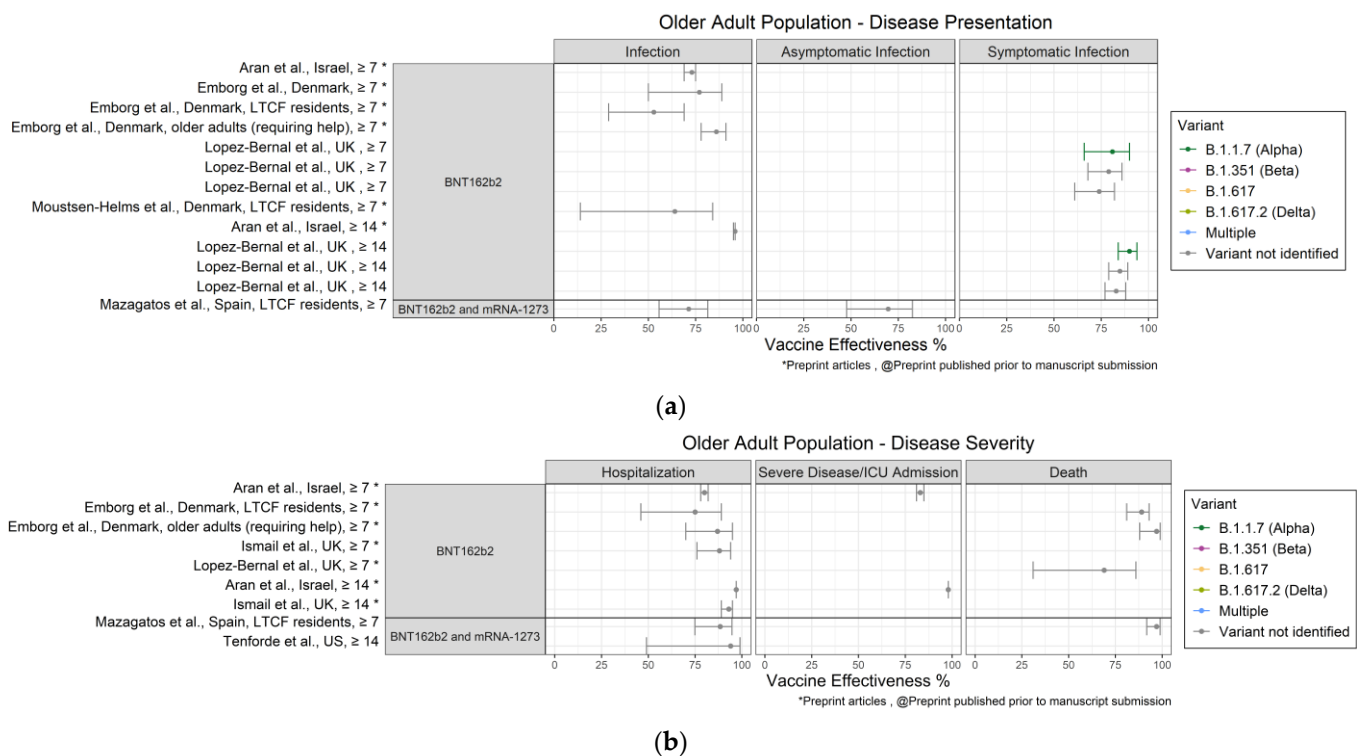 Older Adult Population - Disease Presentation
Infection Asymptomatic Infection Symptomatic Infection
Aran et al., Israel, ≥ 7 *
Emborg et al., Denmark, ≥ 7 *
Emborg et al., Denmark, LTCF residents, ≥ 7 *
Emborg et al., Denmark, older adults (requiring help), ≥ 7 *
Lopez-Bernal et al., UK , ≥ 7
Lopez-Bernal et al., UK , ≥ 7
Lopez-Bernal et al., UK , ≥ 7
Moustsen-Helms et al., Denmark, LTCF residents, ≥ 7 *
Aran et al., Israel, ≥ 14 *
Lopez-Bernal et al., UK , ≥ 14
Lopez-Bernal et al., UK , ≥ 14
Lopez-Bernal et al., UK , ≥ 14
Mazagatos et al., Spain, LTCF residents, ≥ 7
BNT162b2
BNT162b2 and mRNA-1273
0 25 50 75 100 0 25 50 75 100 0 25 50 75 100
Vaccine Effectiveness %
*Preprint articles , @Preprint published prior to manuscript submission
Variant
B.1.1.7 (Alpha)
B.1.351 (Beta)
B.1.617
B.1.617.2 (Delta)
Multiple
Variant not identified
(a)
Older Adult Population - Disease Severity
Hospitalization Severe Disease/ICU Admission Death
Aran et al., Israel, ≥ 7 *
Emborg et al., Denmark, LTCF residents, ≥ 7 *
Emborg et al., Denmark, older adults (requiring help), ≥ 7 *
Ismail et al., UK, ≥ 7 *
Lopez-Bernal et al., UK, ≥ 7 *
Aran et al., Israel, ≥ 14 *
Ismail et al., UK, ≥ 14 *
Mazagatos et al., Spain, LTCF residents, ≥ 7
Tenforde et al., US, ≥ 14
BNT162b2
BNT162b2 and mRNA-1273
0 25 50 75 100 0 25 50 75 100 0 25 50 75 100
Vaccine Effectiveness %
*Preprint articles , @Preprint published prior to manuscript submission
Variant
B.1.1.7 (Alpha)
B.1.351 (Beta)
B.1.617
B.1.617.2 (Delta)
Multiple
Variant not identified
(b)